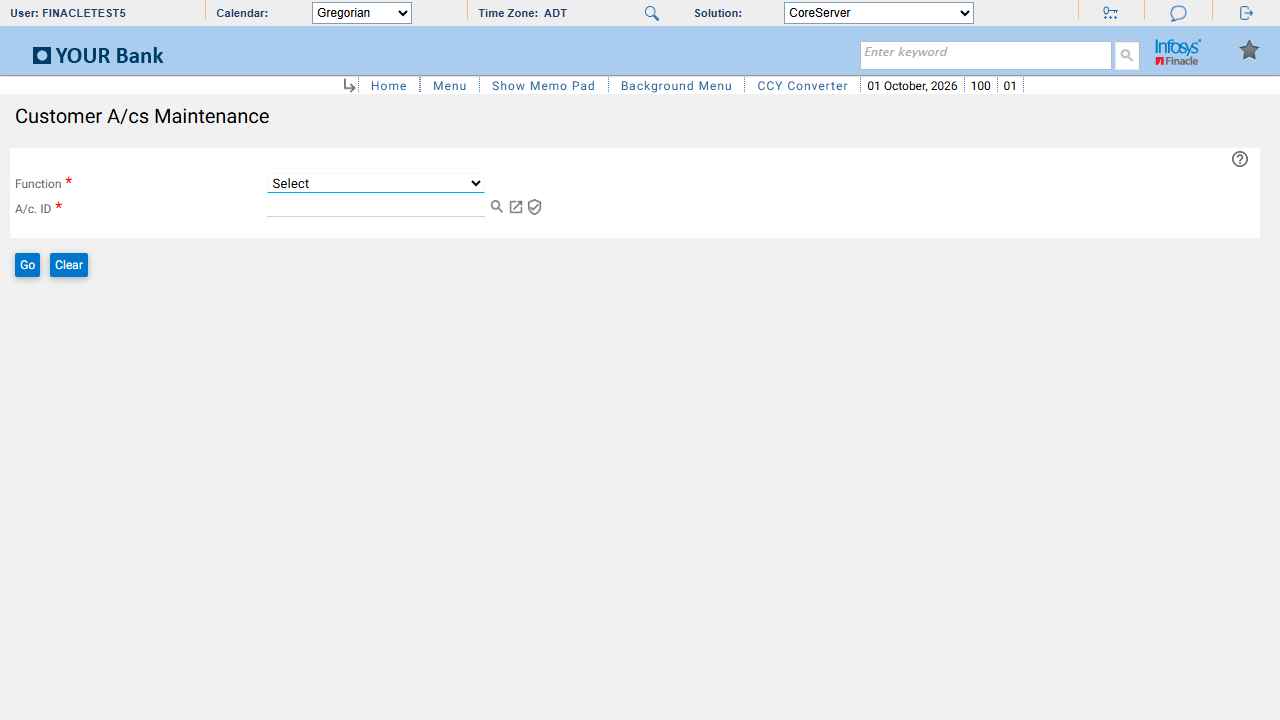 User: FINACLETEST5 Calendar: Gregorian Time Zone: ADT Solution: CoreServer
YOUR Bank Enter keyword Infosys Finacle
Home Menu Show Memo Pad Background Menu CCY Converter 01 October, 2026 100 01
Customer A/cs Maintenance
Function * Select
A/c. ID *
Go Clear